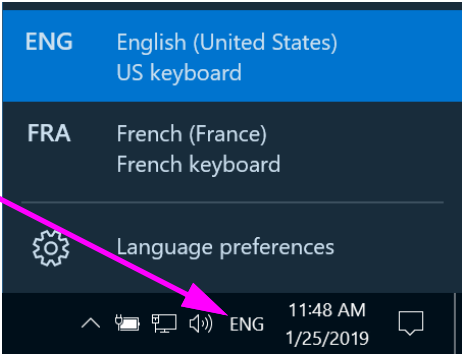 ENG English (United States)
US keyboard
FRA French (France)
French keyboard
Language preferences
ENG 11:48 AM
1/25/2019